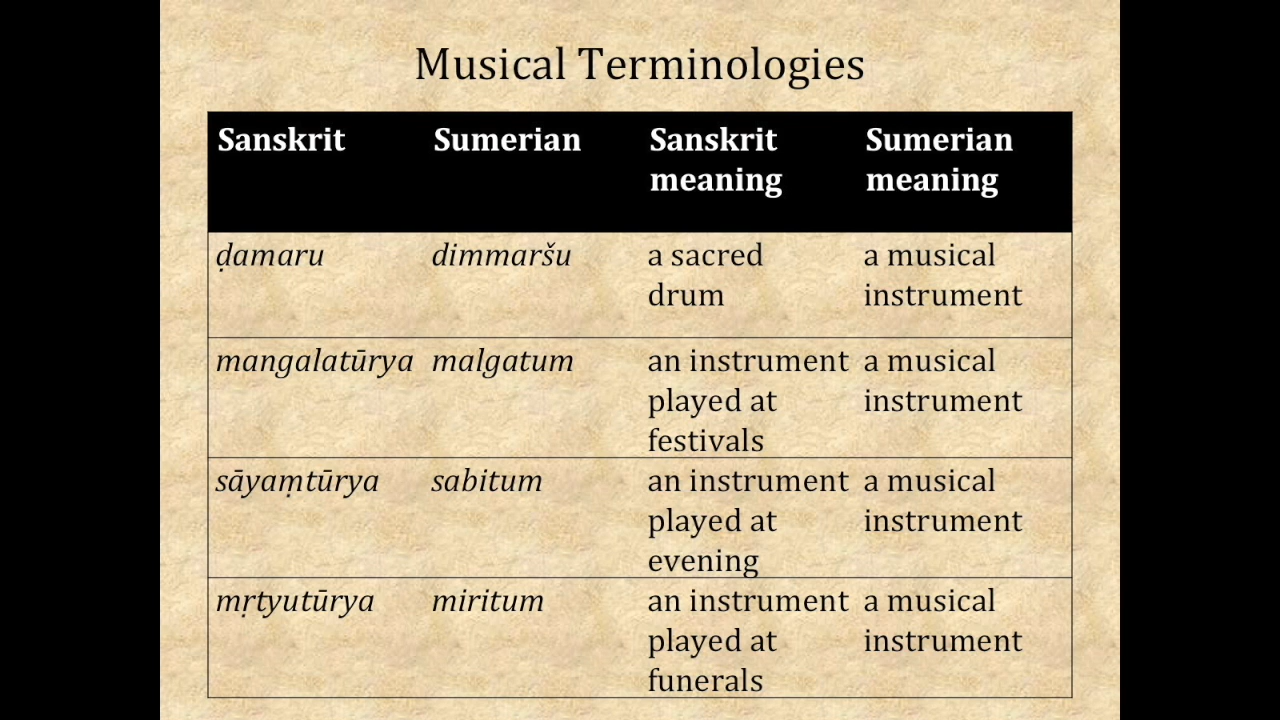 Musical Terminologies
Sanskrit Sumerian Sanskrit meaning Sumerian meaning
ḍamaru dimmaršu a sacred drum a musical instrument
mangalatūrya malgatum an instrument played at festivals a musical instrument
sāyaṃtūrya sabitum an instrument played at evening a musical instrument
mṛtyutūrya miritum an instrument played at funerals a musical instrument